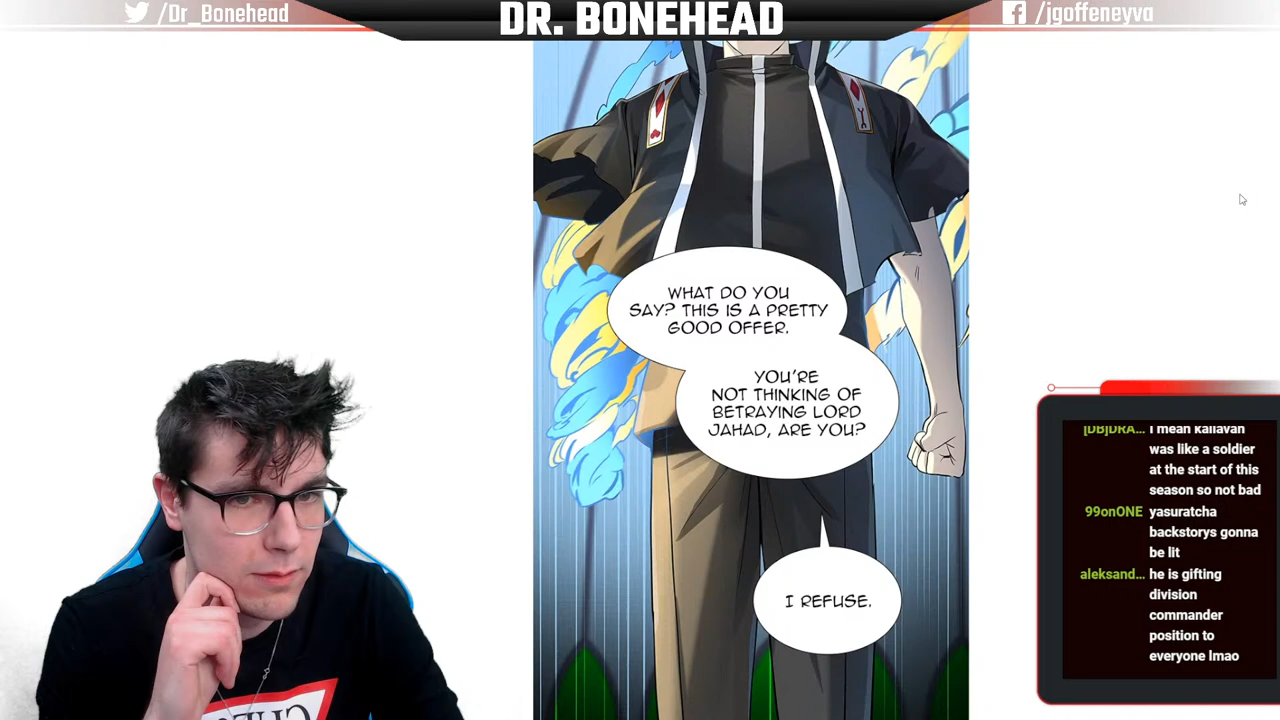 /Dr_Bonehead
DR. BONEHEAD
/jgoffeneyva
WHAT DO YOU
SAY? THIS IS A PRETTY
GOOD OFFER.
YOU'RE
NOT THINKING OF
BETRAYING LORD
JAHAD, ARE YOU?
I REFUSE.
[DB]DRA... I mean kallavan
was like a soldier
at the start of this
season so not bad
99onONE yasuratcha
backstorys gonna
be lit
aleksand... he is gifting
division
commander
position to
everyone lmao